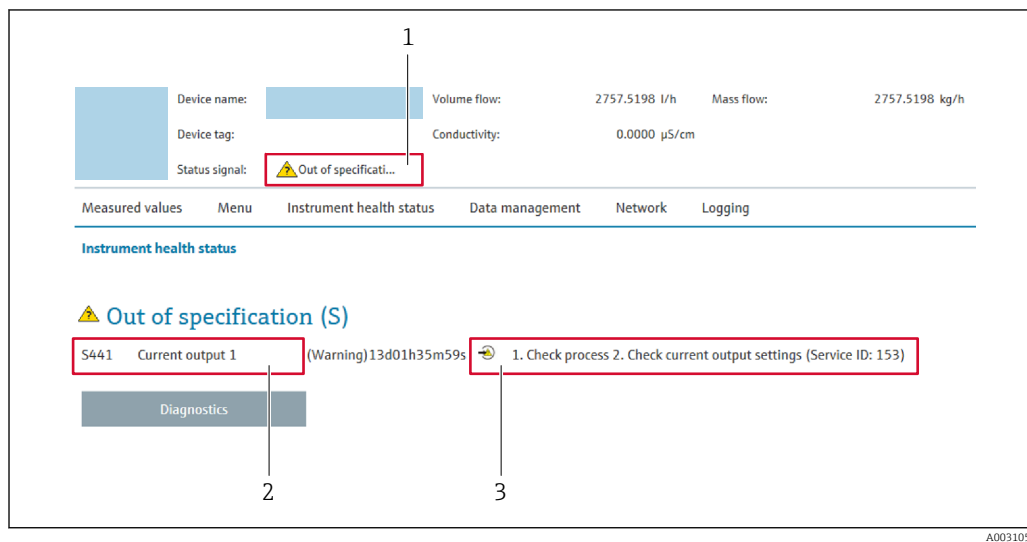 1
Device name: Volume flow: 2757.5198 l/h Mass flow: 2757.5198 kg/h
Device tag: Conductivity: 0.0000 µS/cm
Status signal: Out of specificati...
Measured values Menu Instrument health status Data management Network Logging
Instrument health status
Out of specification (S)
S441 Current output 1 (Warning)13d01h35m59s 1. Check process 2. Check current output settings (Service ID: 153)
Diagnostics
2 3